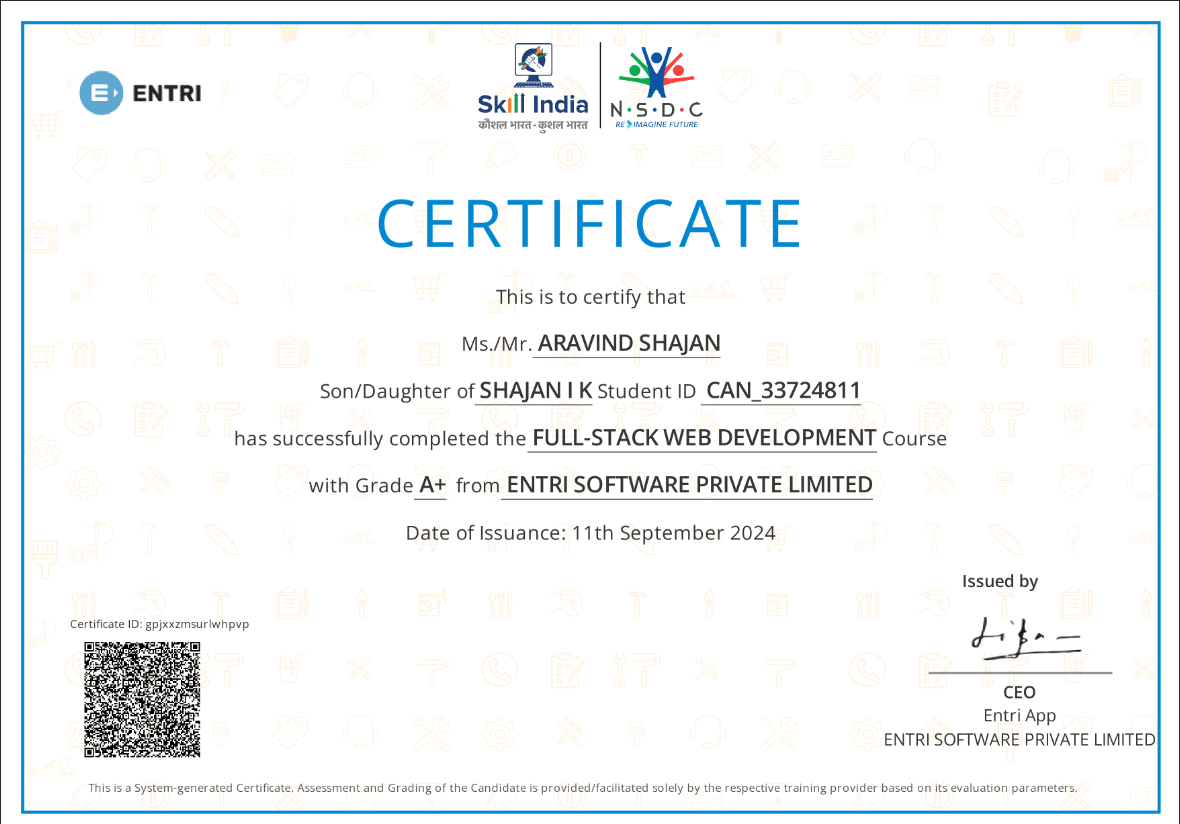 ENTRI
Skill India
कौशल भारत - कुशल भारत
N·S·D·C
RE IMAGINE FUTURE
CERTIFICATE
This is to certify that
Ms./Mr. ARAVIND SHAJAN
Son/Daughter of SHAJAN I K Student ID CAN_33724811
has successfully completed the FULL-STACK WEB DEVELOPMENT Course
with Grade A+ from ENTRI SOFTWARE PRIVATE LIMITED
Date of Issuance: 11th September 2024
Issued by
Certificate ID: gpjxxzmsurlwhpvp
CEO
Entri App
ENTRI SOFTWARE PRIVATE LIMITED
This is a System-generated Certificate. Assessment and Grading of the Candidate is provided/facilitated solely by the respective training provider based on its evaluation parameters.